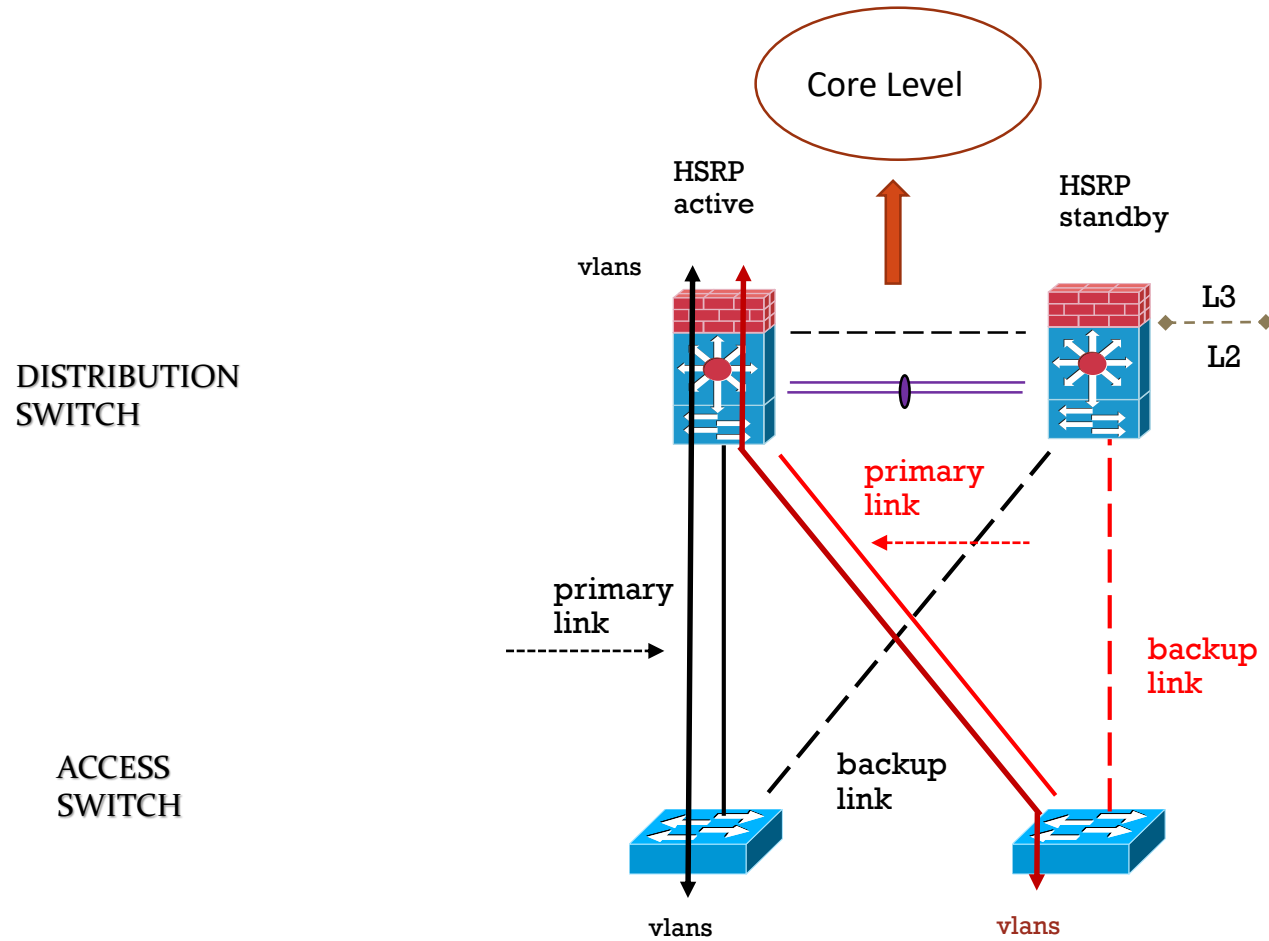 Core Level
HSRP
active
HSRP
standby
vlans
L3
L2
DISTRIBUTION
SWITCH
primary
link
primary
link
backup
link
ACCESS
SWITCH
backup
link
vlans
vlans